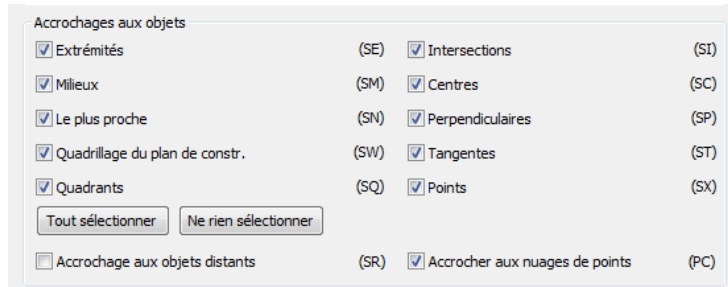 Accrochages aux objets
Extrémités (SE) Intersections (SI)
Milieux (SM) Centres (SC)
Le plus proche (SN) Perpendiculaires (SP)
Quadrillage du plan de constr. (SW) Tangentes (ST)
Quadrants (SQ) Points (SX)
Tout sélectionner Ne rien sélectionner
Accrochage aux objets distants (SR) Accrocher aux nuages de points (PC)